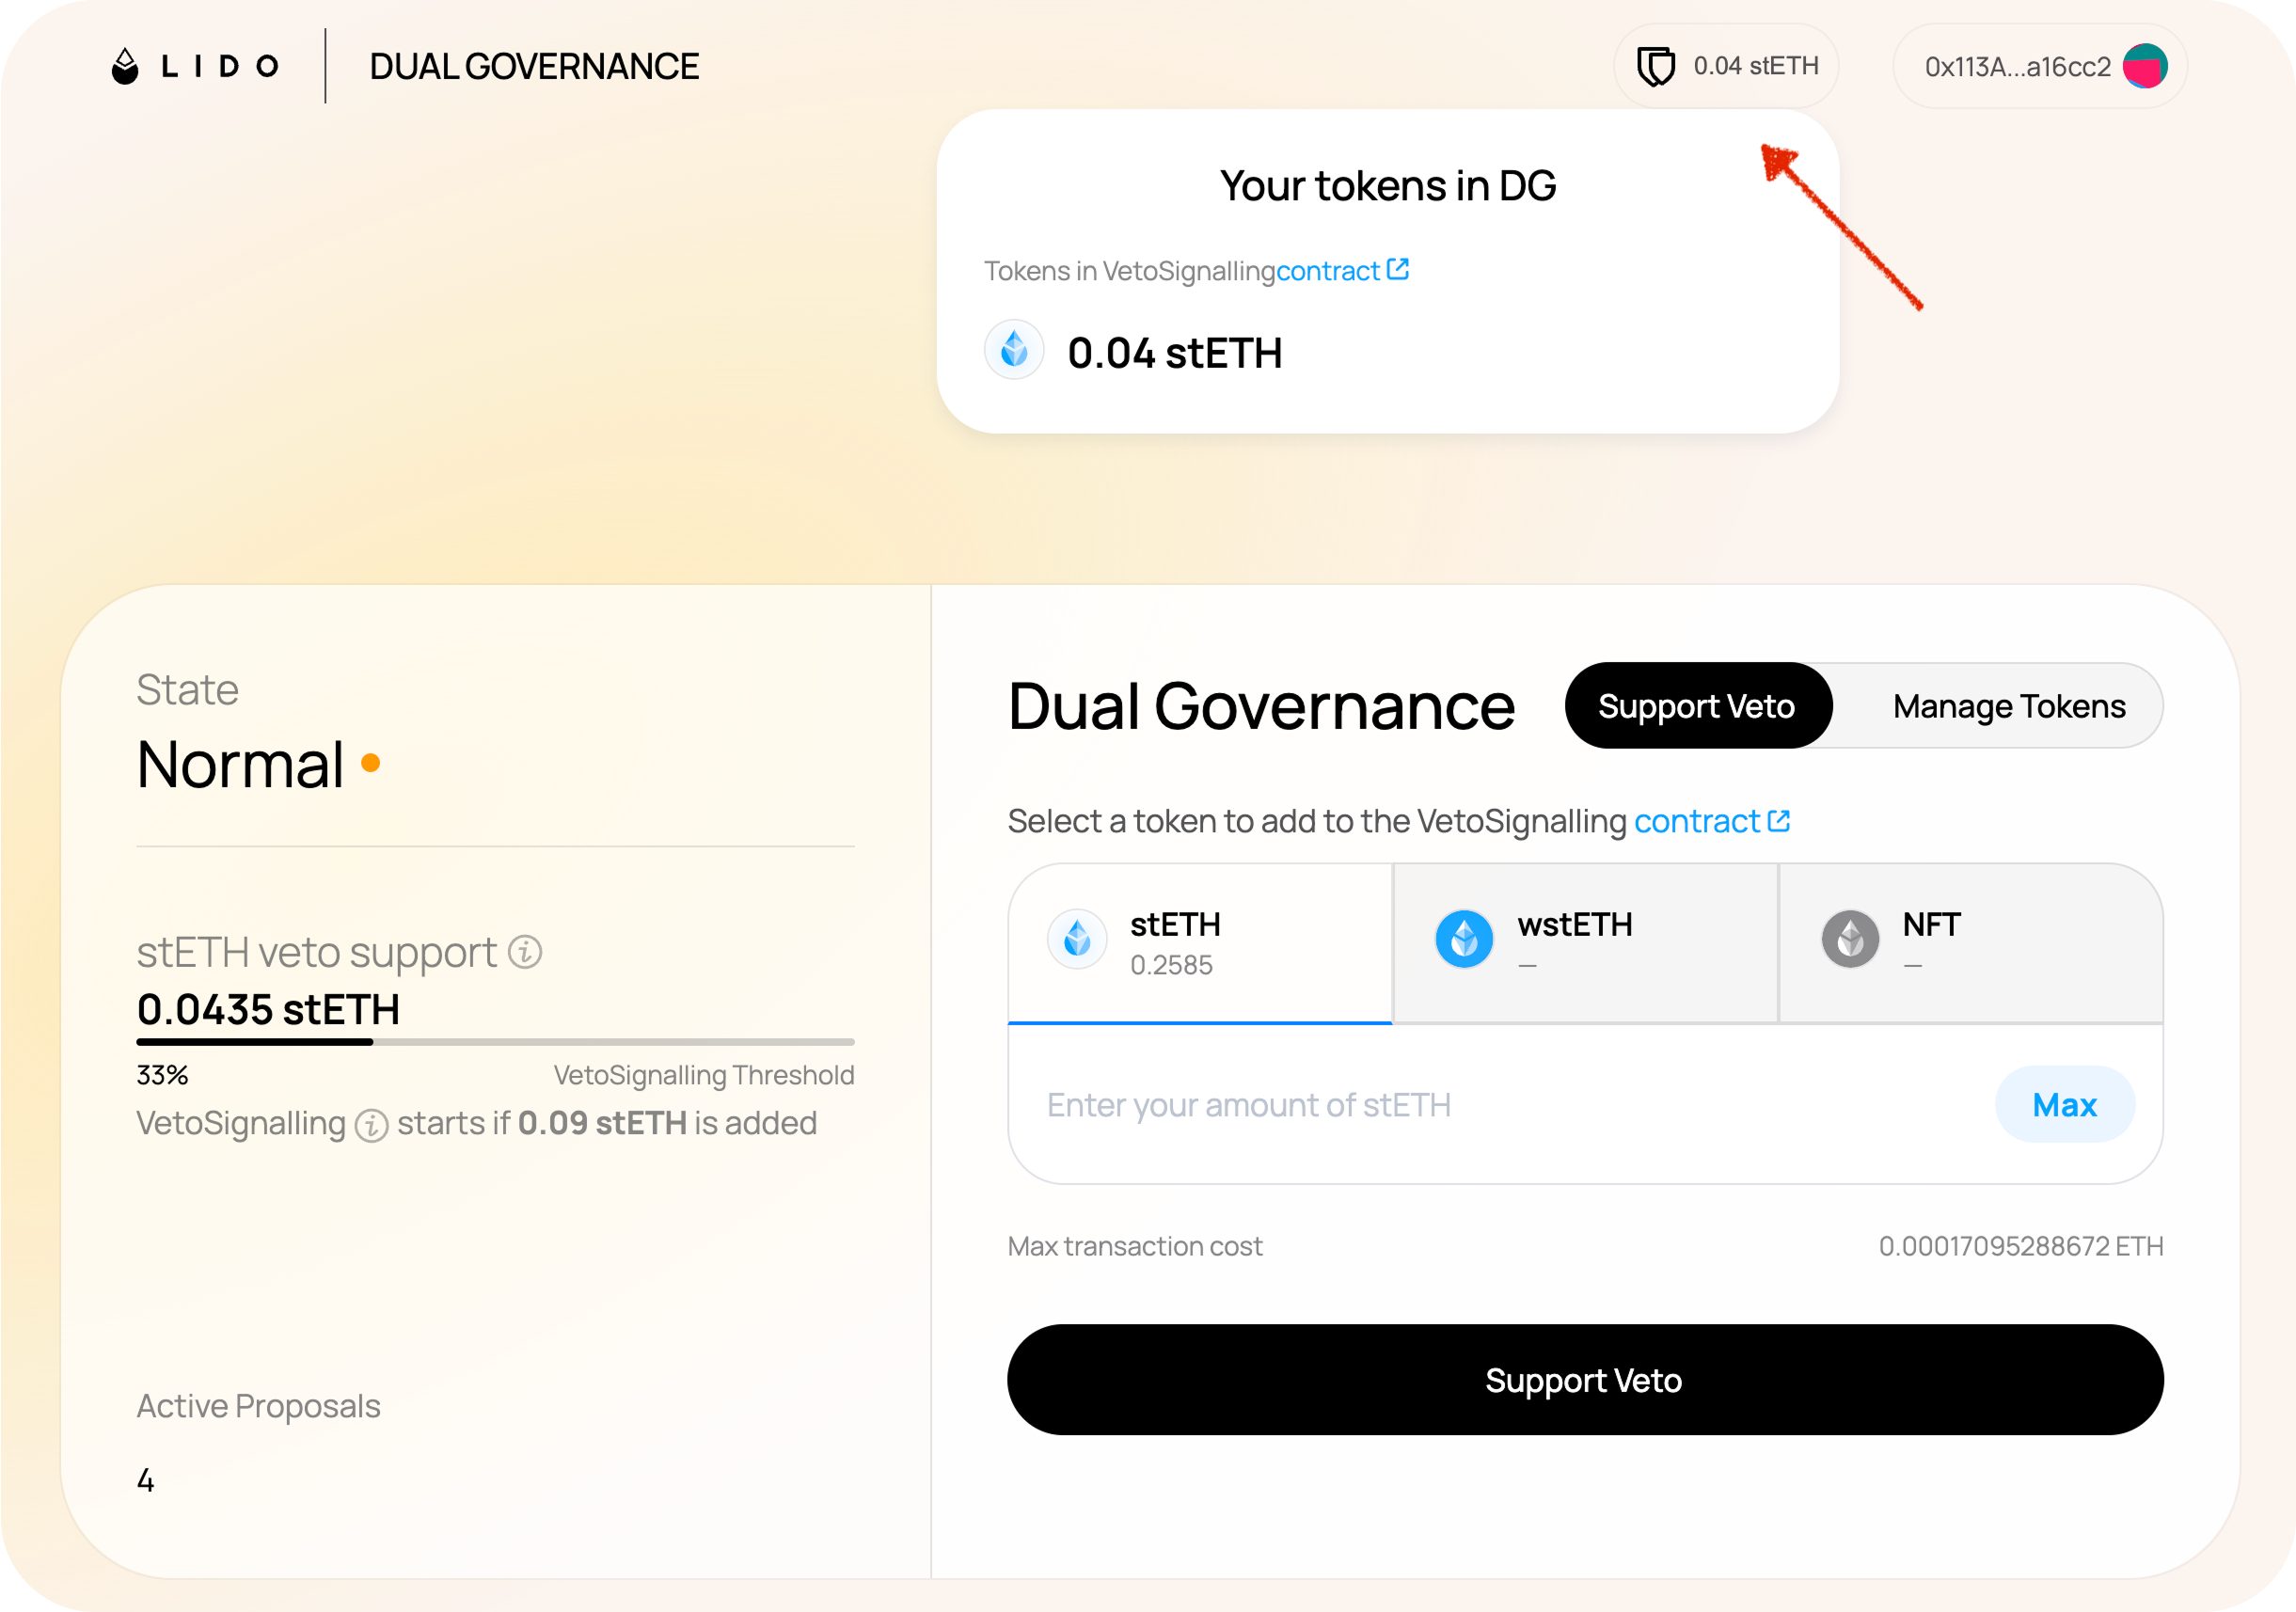 LIDO
DUAL GOVERNANCE
0.04 stETH
0x113A...a16cc2
Your tokens in DG
Tokens in VetoSignallingcontract
0.04 stETH
State
Normal
stETH veto support
0.0435 stETH
33%
VetoSignalling Threshold
VetoSignalling i starts if 0.09 stETH is added
Active Proposals
4
Dual Governance
Support Veto
Manage Tokens
Select a token to add to the VetoSignalling contract
stETH
0.2585
wstETH
—
NFT
—
Enter your amount of stETH
Max
Max transaction cost
0.00017095288672 ETH
Support Veto